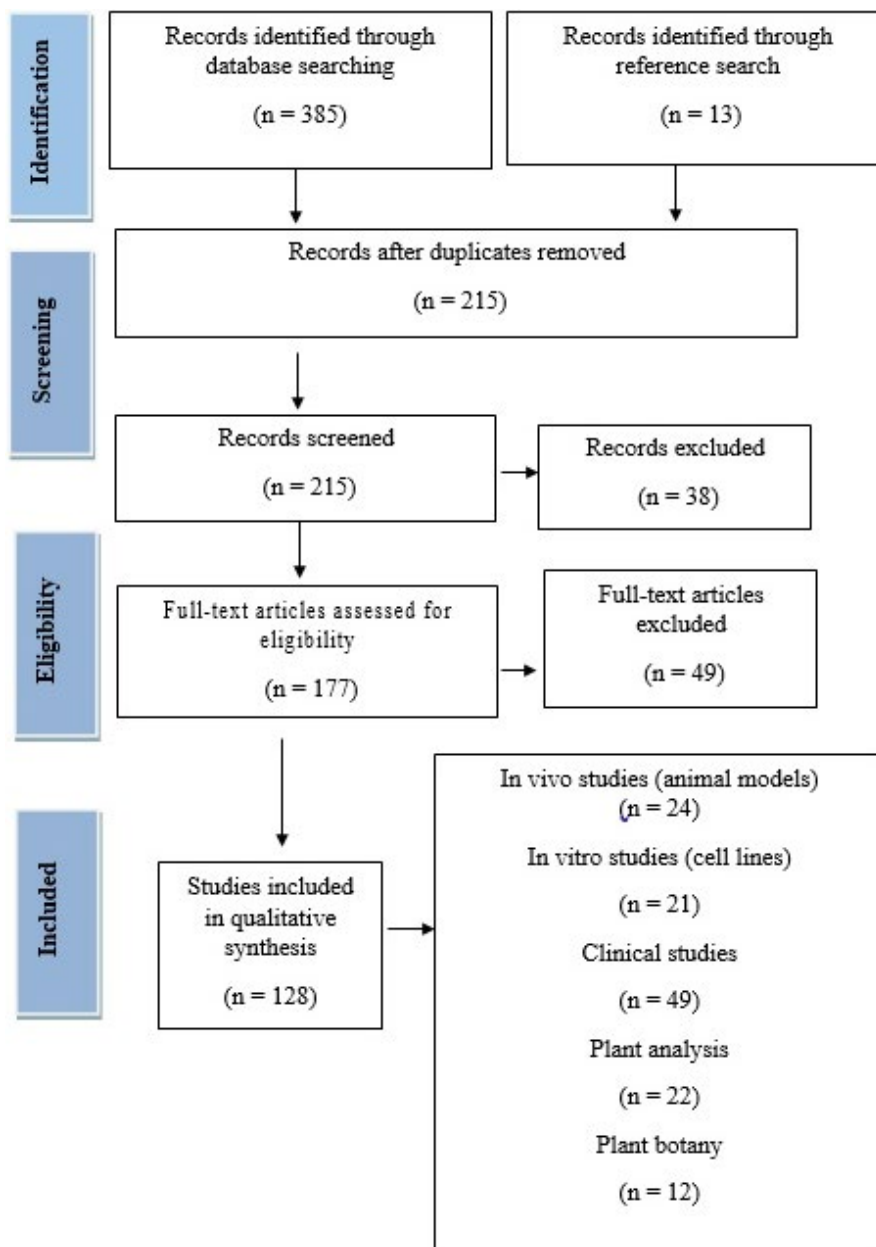 Identification
Records identified through
database searching
(n = 385)
Records identified through
reference search
(n = 13)
Records after duplicates removed
(n = 215)
Screening
Records screened
(n = 215)
Records excluded
(n = 38)
Eligibility
Full-text articles assessed for
eligibility
(n = 177)
Full-text articles
excluded
(n = 49)
Included
Studies included
in qualitative
synthesis
(n = 128)
In vivo studies (animal models)
(n = 24)
In vitro studies (cell lines)
(n = 21)
Clinical studies
(n = 49)
Plant analysis
(n = 22)
Plant botany
(n = 12)